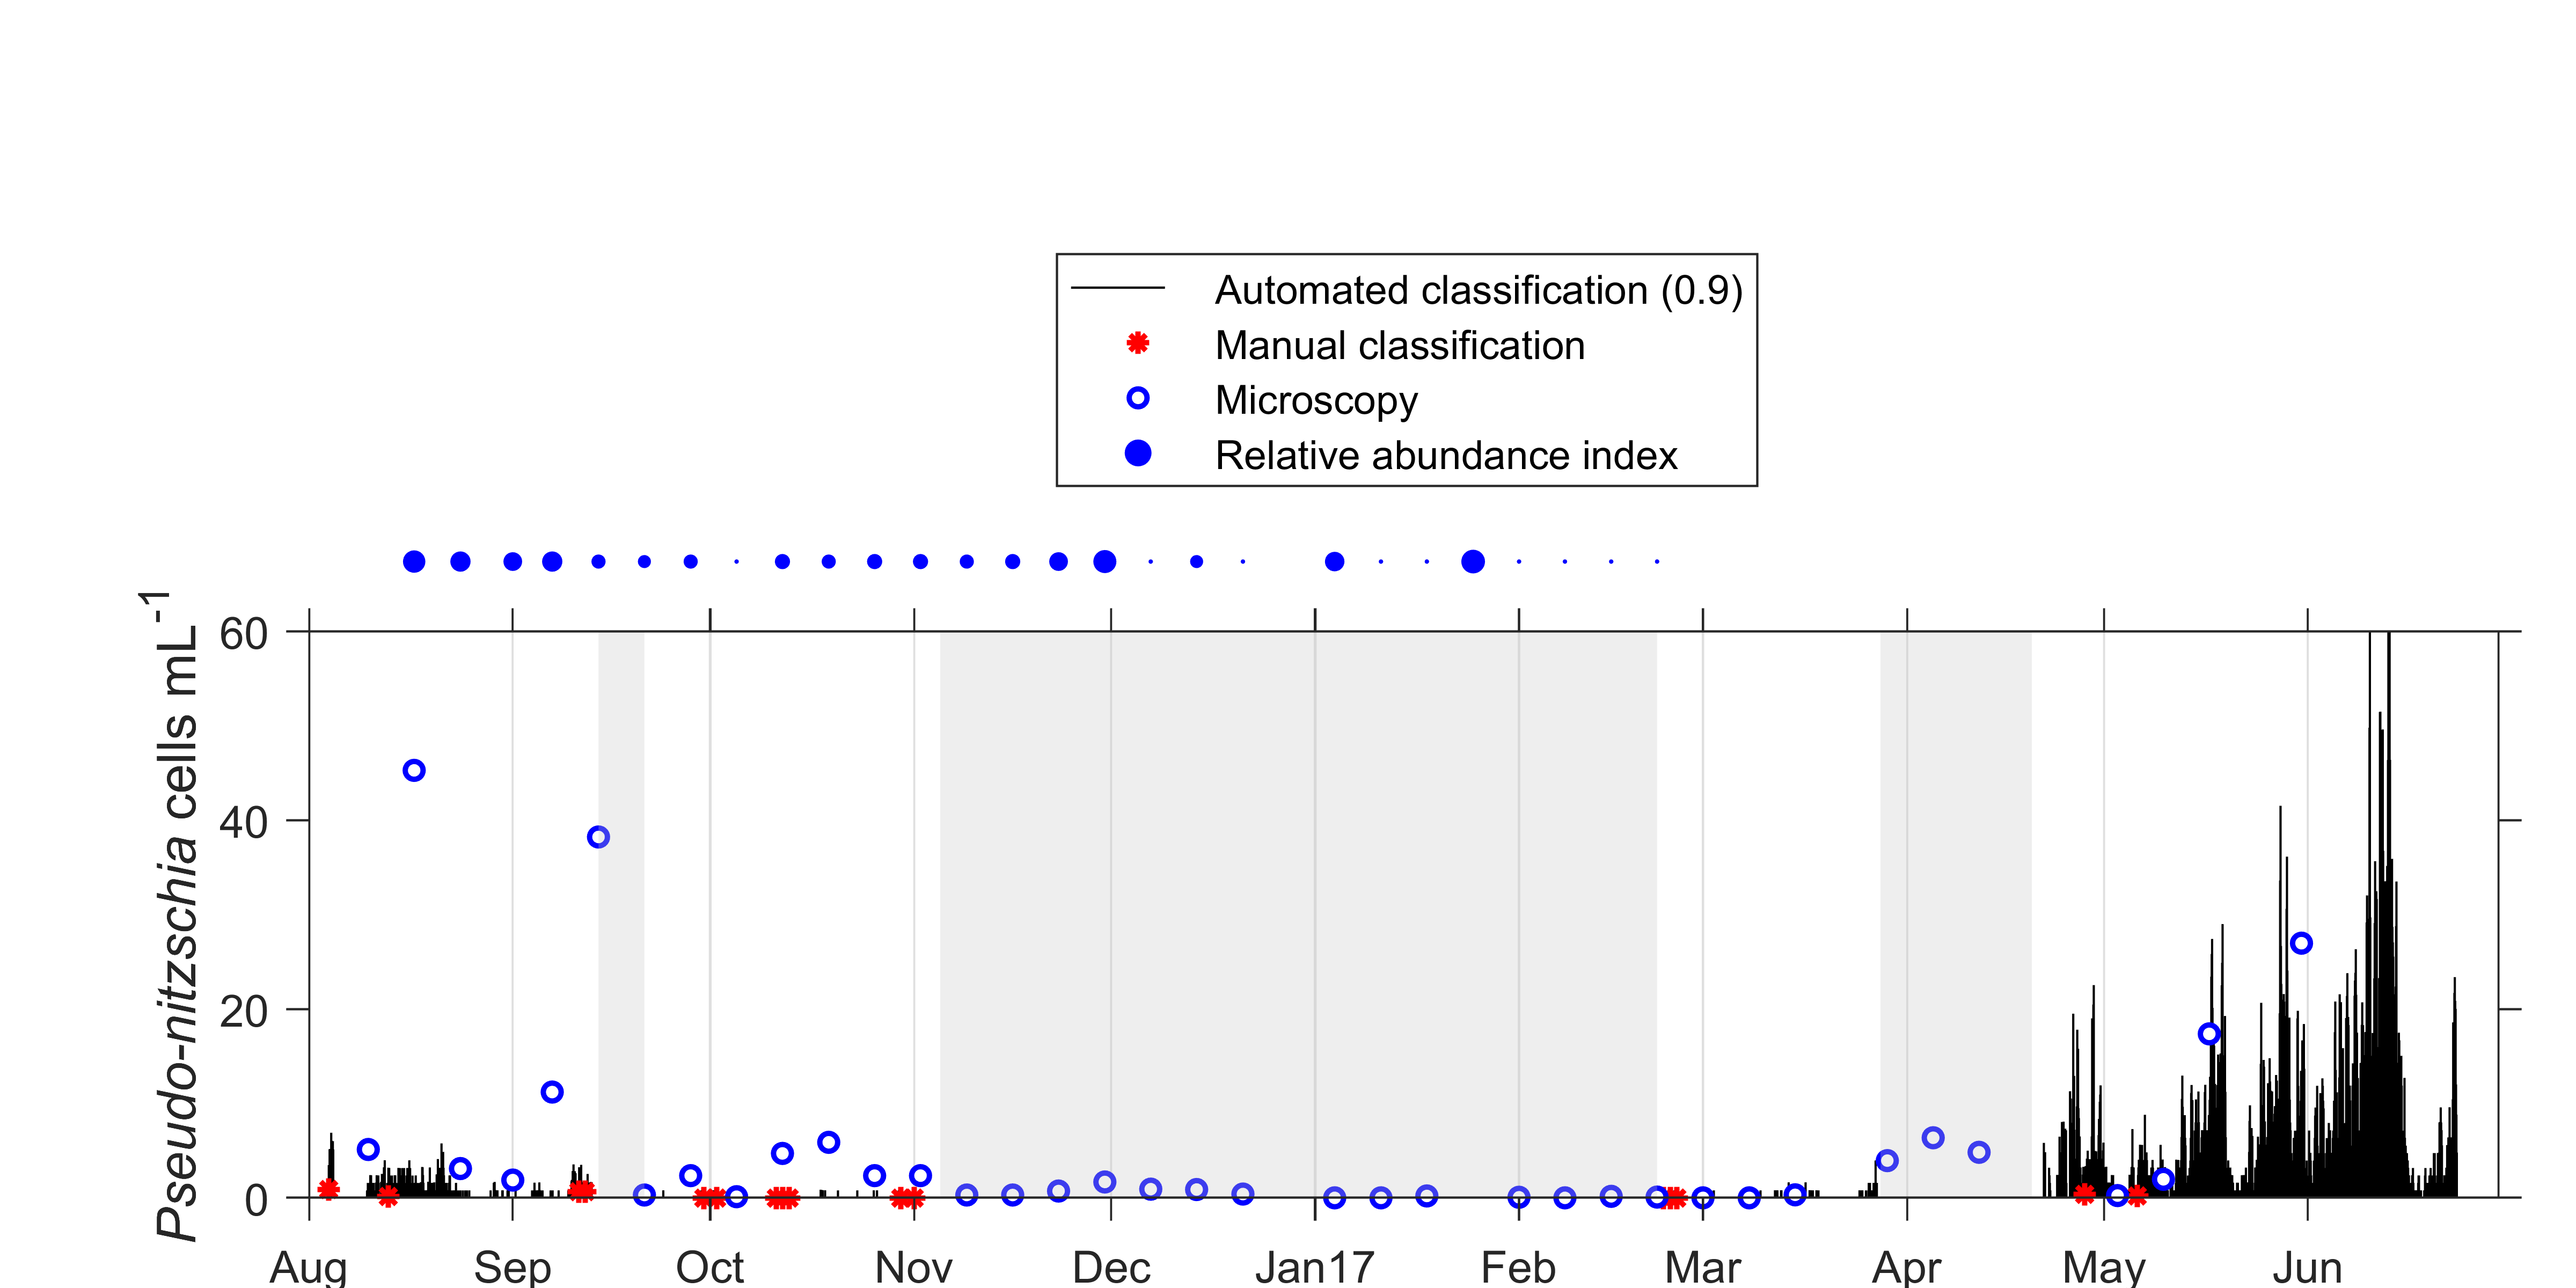 Automated classification (0.9)
Manual classification
Microscopy
Relative abundance index
Pseudo-nitzschia cells mL-1
60
40
20
0
Aug Sep Oct Nov Dec Jan17 Feb Mar Apr May Jun